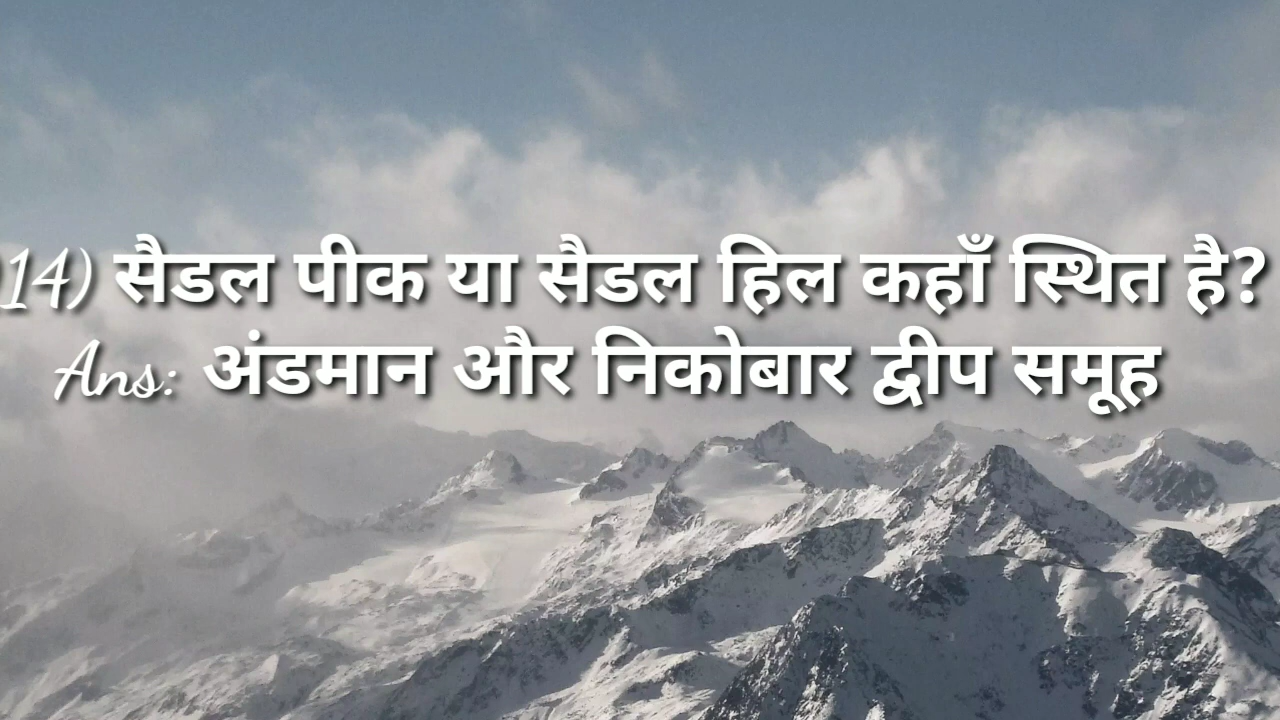 14) सैडल पीक या सैडल हिल कहाँ स्थित है?
Ans: अंडमान और निकोबार द्वीप समूह